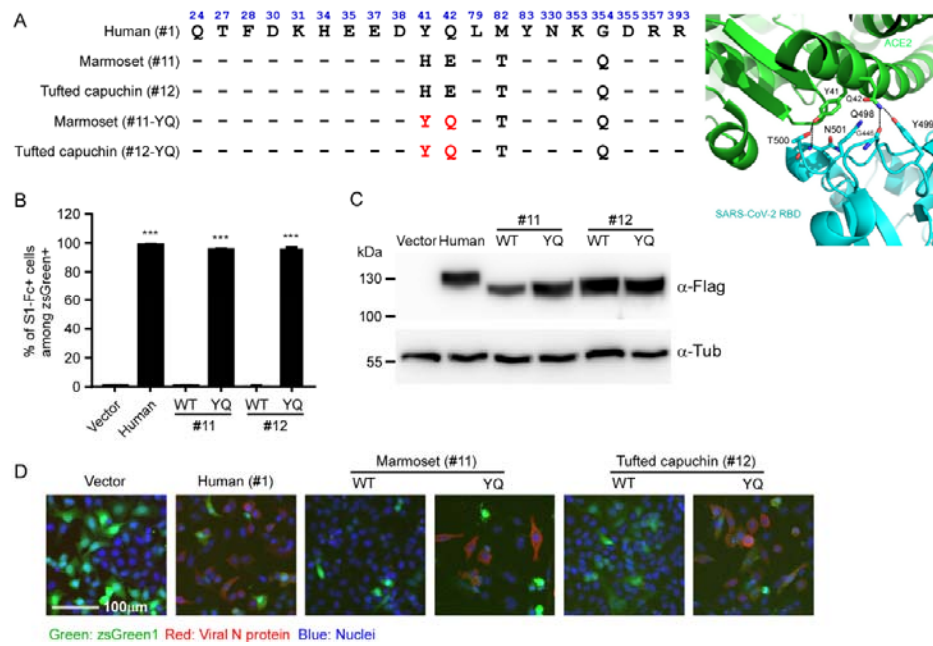 A
24 27 28 30 31 34 35 37 38 41 42 79 82 83 330 353 354 355 357 393
Human (#1) Q T F D K H E E D Y Q L M Y N K G D R R
Marmoset (#11) – – – – – – – – – H E – T – – – Q – – –
Tufted capuchin (#12) – – – – – – – – – H E – T – – – Q – – –
Marmoset (#11-YQ) – – – – – – – – – Y Q – T – – – Q – – –
Tufted capuchin (#12-YQ) – – – – – – – – – Y Q – T – – – Q – – –
ACE2
Y41
Q42
Q498
Y499
T500
N501
G446
SARS-CoV-2 RBD
B
% of S1-Fc+ cells
among zsGreen+
120
100
80
60
40
20
0
*** *** ***
Vector Human WT YQ WT YQ
#11 #12
C
#11 #12
kDa Vector Human WT YQ WT YQ
130
100
α-Flag
55
α-Tub
D
Marmoset (#11) Tufted capuchin (#12)
Vector Human (#1) WT YQ WT YQ
100μm
Green: zsGreen1 Red: Viral N protein Blue: Nuclei